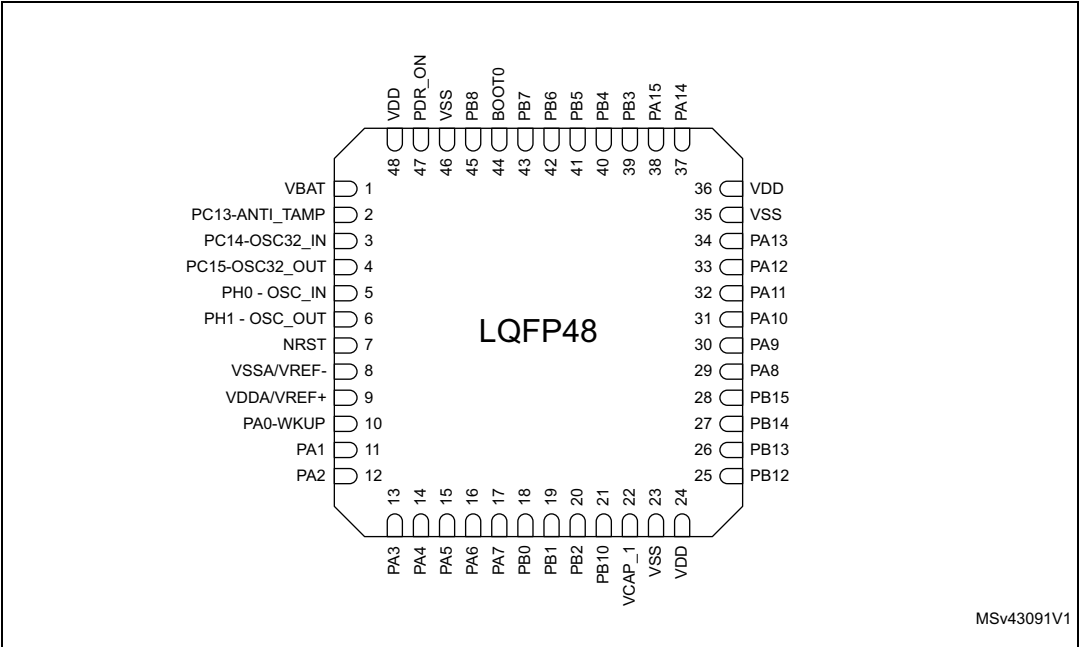 VDD
PDR_ON
VSS
PB8
BOOT0
PB7
PB6
PB5
PB4
PB3
PA15
PA14
48
47
46
45
44
43
42
41
40
39
38
37
VBAT 1
PC13-ANTI_TAMP 2
PC14-OSC32_IN 3
PC15-OSC32_OUT 4
PH0 - OSC_IN 5
PH1 - OSC_OUT 6
NRST 7
VSSA/VREF- 8
VDDA/VREF+ 9
PA0-WKUP 10
PA1 11
PA2 12
LQFP48
36 VDD
35 VSS
34 PA13
33 PA12
32 PA11
31 PA10
30 PA9
29 PA8
28 PB15
27 PB14
26 PB13
25 PB12
13
14
15
16
17
18
19
20
21
22
23
24
PA3
PA4
PA5
PA6
PA7
PB0
PB1
PB2
PB10
VCAP_1
VSS
VDD
MSv43091V1